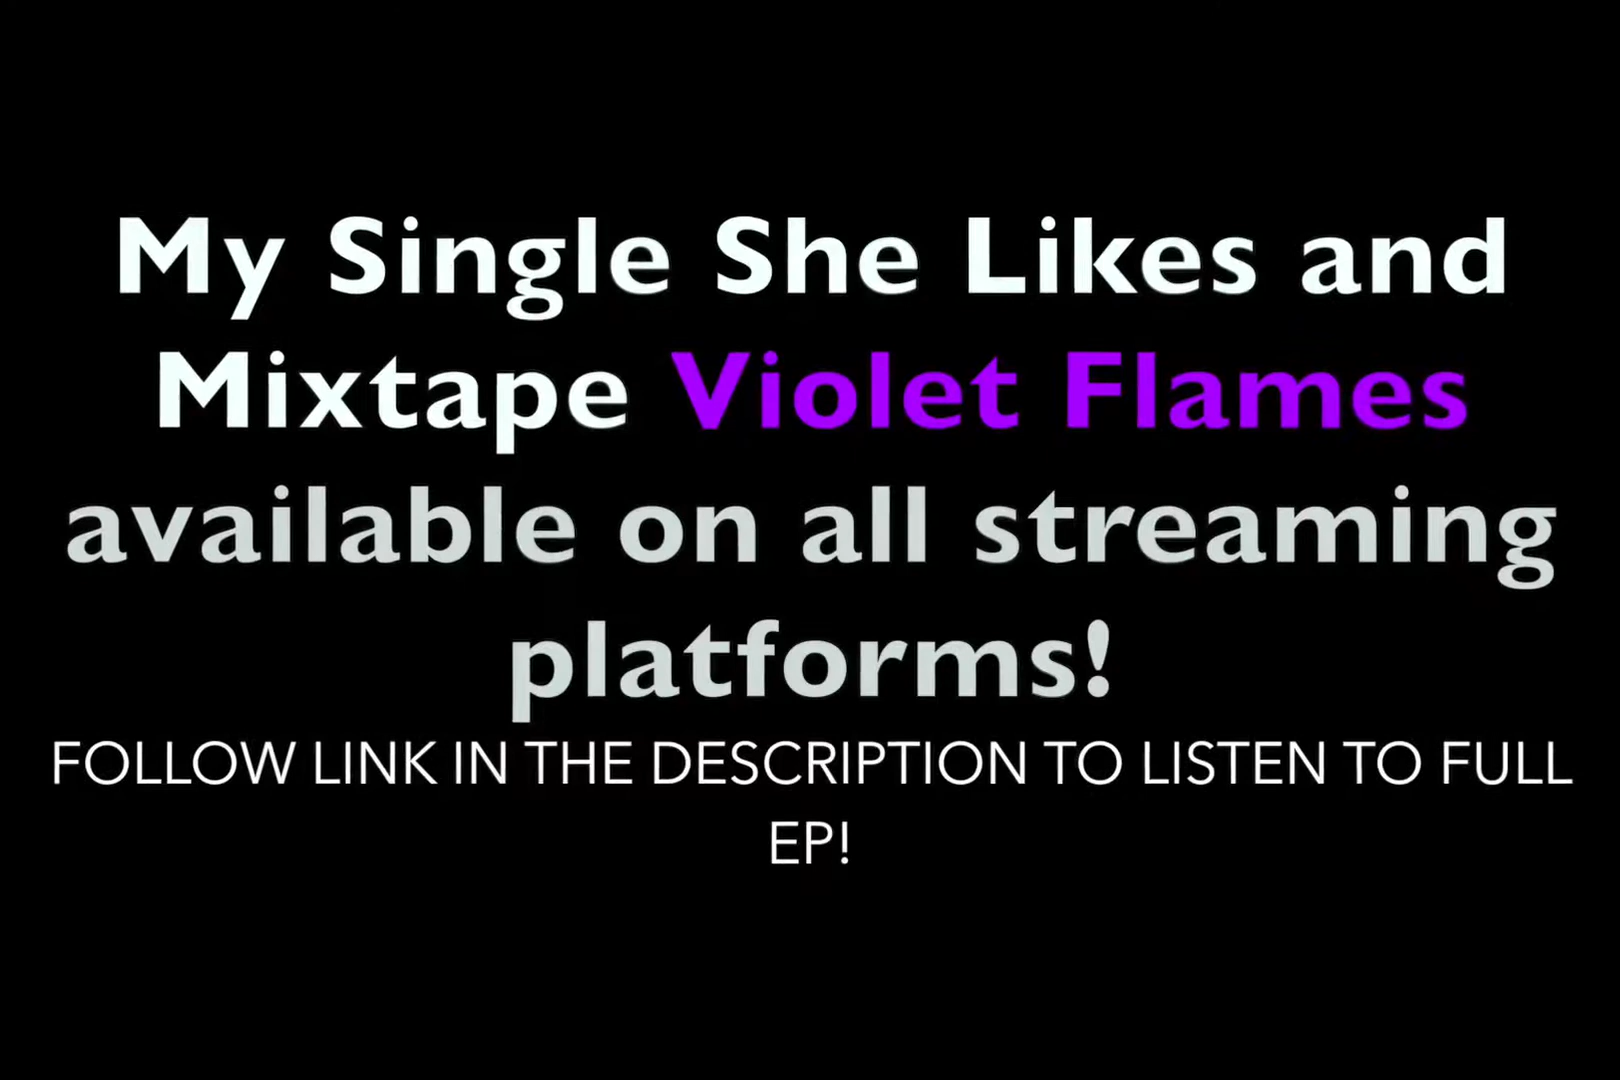 My Single She Likes and
Mixtape Violet Flames
available on all streaming
platforms!
FOLLOW LINK IN THE DESCRIPTION TO LISTEN TO FULL
EP!